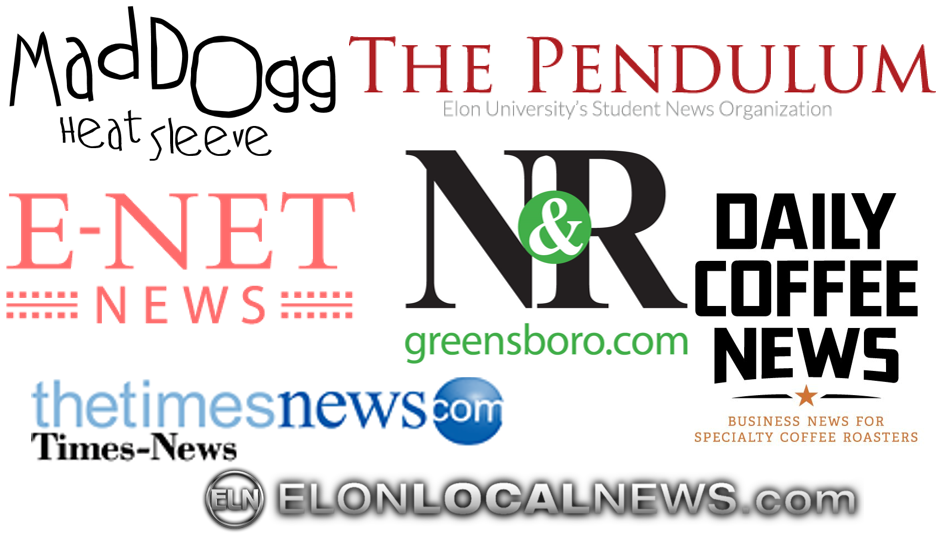 MadDOgg
Heat Sleeve
THE PENDULUM
Elon University's Student News Organization
E-NET
NEWS
N&R
greensboro.com
DAILY
COFFEE
NEWS
BUSINESS NEWS FOR
SPECIALTY COFFEE ROASTERS
thetimesnews.com
Times-News
ELN ELONLOCALNEWS.com